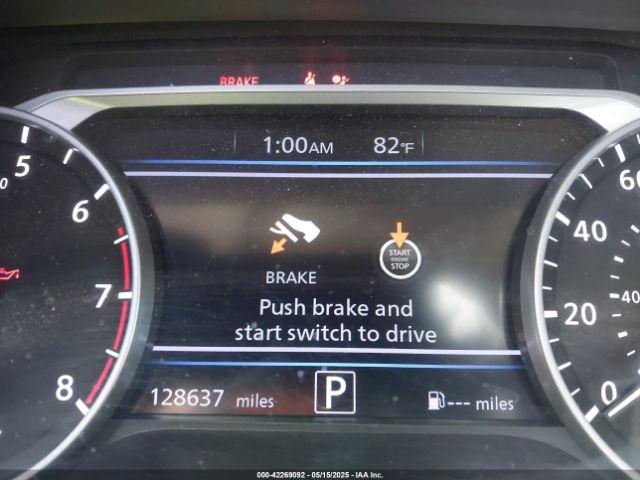 BRAKE
1:00AM 82°F
5
6
7
8
60
40
40
20
0
START ENGINE STOP
BRAKE
Push brake and
start switch to drive
128637 miles P --- miles
000-42269092 - 05/15/2025 - IAA Inc.